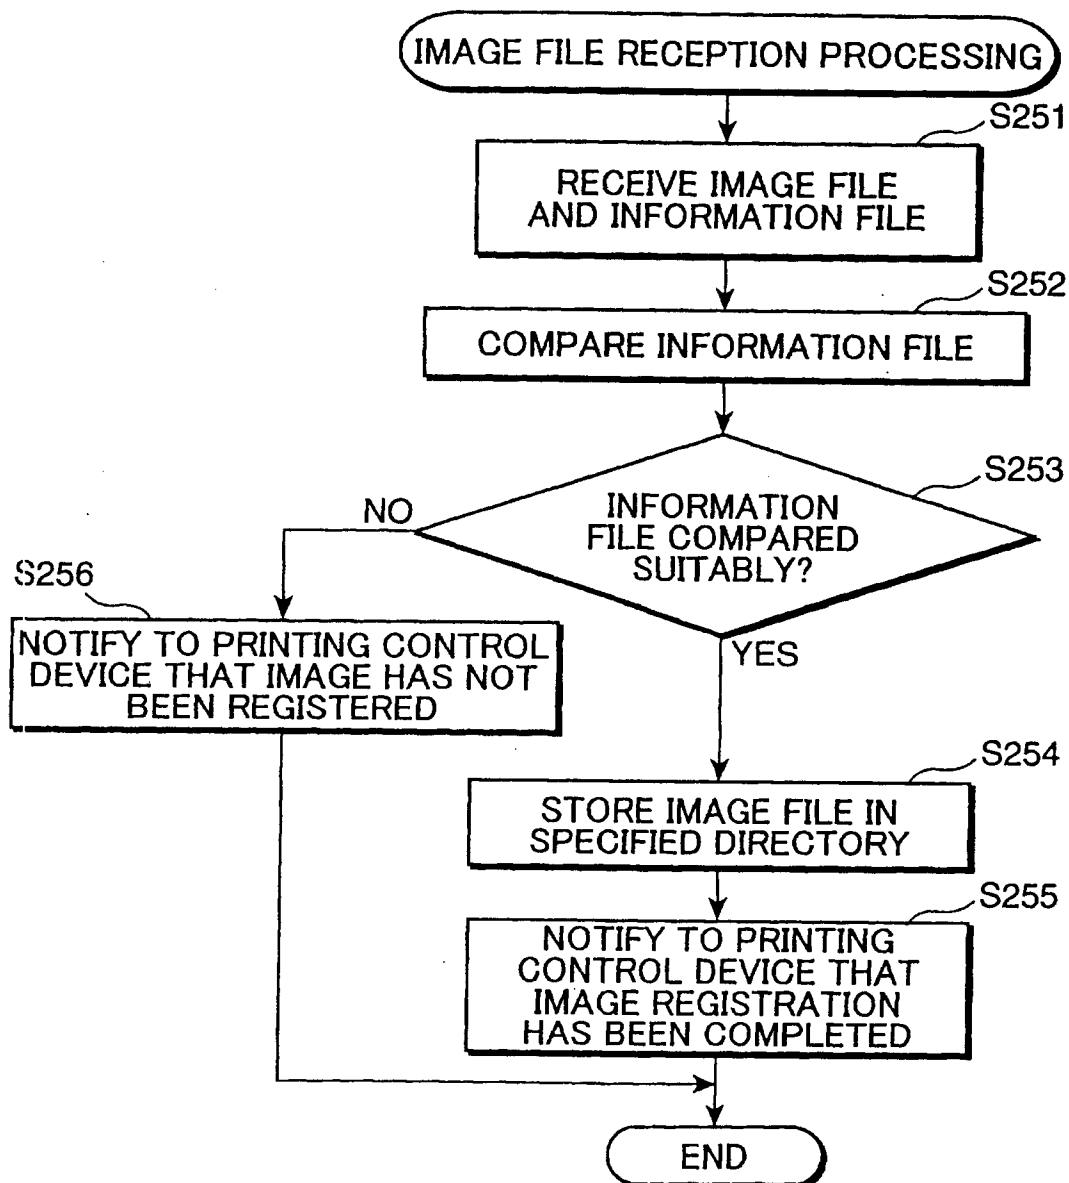 IMAGE FILE RECEPTION PROCESSING
S251
RECEIVE IMAGE FILE
AND INFORMATION FILE
S252
COMPARE INFORMATION FILE
S253
INFORMATION
FILE COMPARED
SUITABLY?
NO
YES
S256
NOTIFY TO PRINTING CONTROL
DEVICE THAT IMAGE HAS NOT
BEEN REGISTERED
S254
STORE IMAGE FILE IN
SPECIFIED DIRECTORY
S255
NOTIFY TO PRINTING
CONTROL DEVICE THAT
IMAGE REGISTRATION
HAS BEEN COMPLETED
END